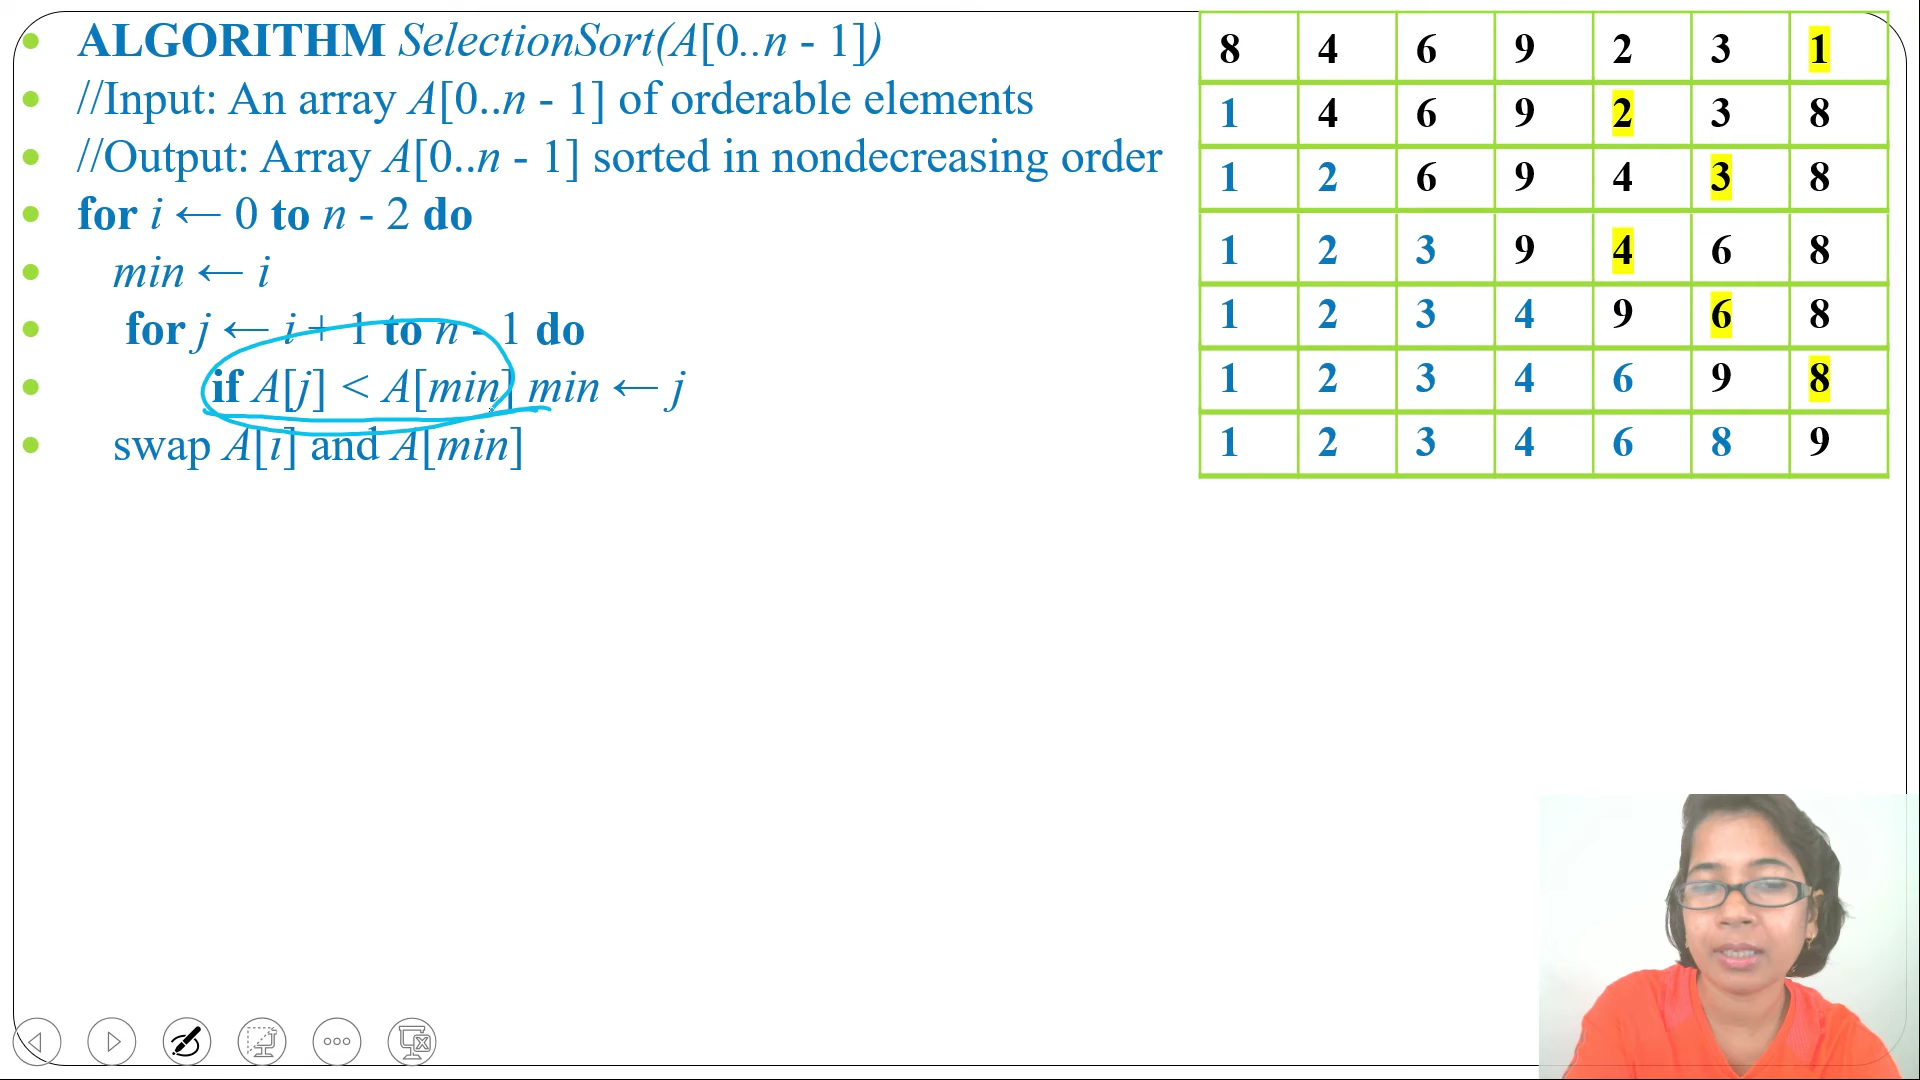 ALGORITHM SelectionSort(A[0..n - 1])
//Input: An array A[0..n - 1] of orderable elements
//Output: Array A[0..n - 1] sorted in nondecreasing order
for i ← 0 to n - 2 do
min ← i
for j ← i + 1 to n - 1 do
if A[j] < A[min] min ← j
swap A[i] and A[min]
8 4 6 9 2 3 1
1 4 6 9 2 3 8
1 2 6 9 4 3 8
1 2 3 9 4 6 8
1 2 3 4 9 6 8
1 2 3 4 6 9 8
1 2 3 4 6 8 9